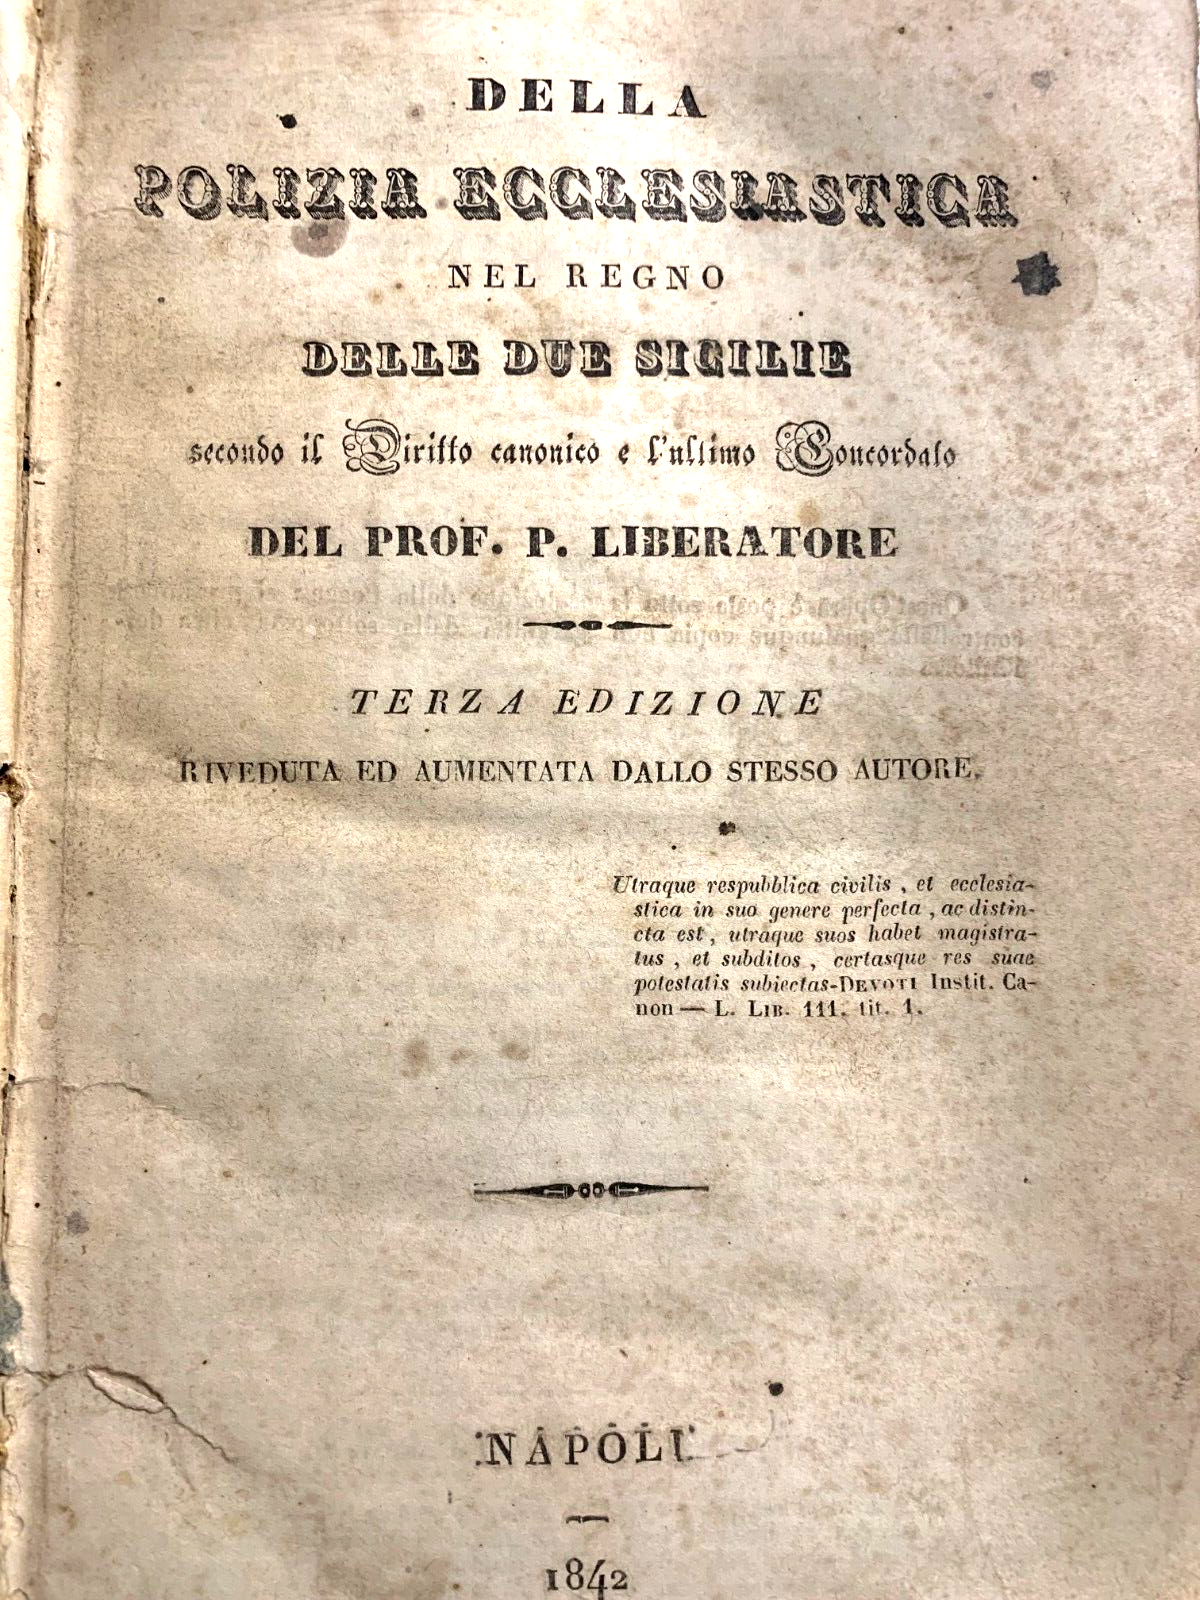 DELLA
POLIZIA ECCLESIASTICA
NEL REGNO
DELLE DUE SICILIE
secondo il Diritto canonico e l'ultimo Concordato
DEL PROF. P. LIBERATORE
TERZA EDIZIONE
RIVEDUTA ED AUMENTATA DALLO STESSO AUTORE.
Utraque respubblica civilis , et ecclesia-
stica in suo genere perfecta , ac distin-
cta est , utraque suos habet magistra-
tus , et subditos , certasque res suae
potestatis subiectas-DEVOTI Instit. Ca-
non — L. LIB. 111. tit. 1.
NAPOLI
1842